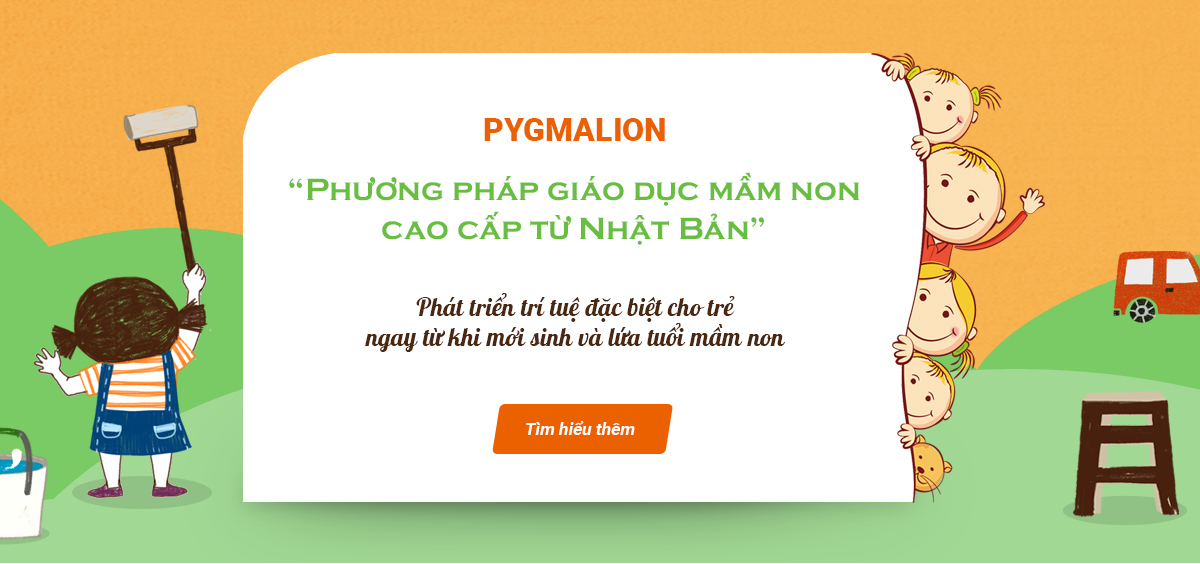 PYGMALION
“Phương pháp giáo dục mầm non
cao cấp từ Nhật Bản”
Phát triển trí tuệ đặc biệt cho trẻ
ngay từ khi mới sinh và lứa tuổi mầm non
Tìm hiểu thêm